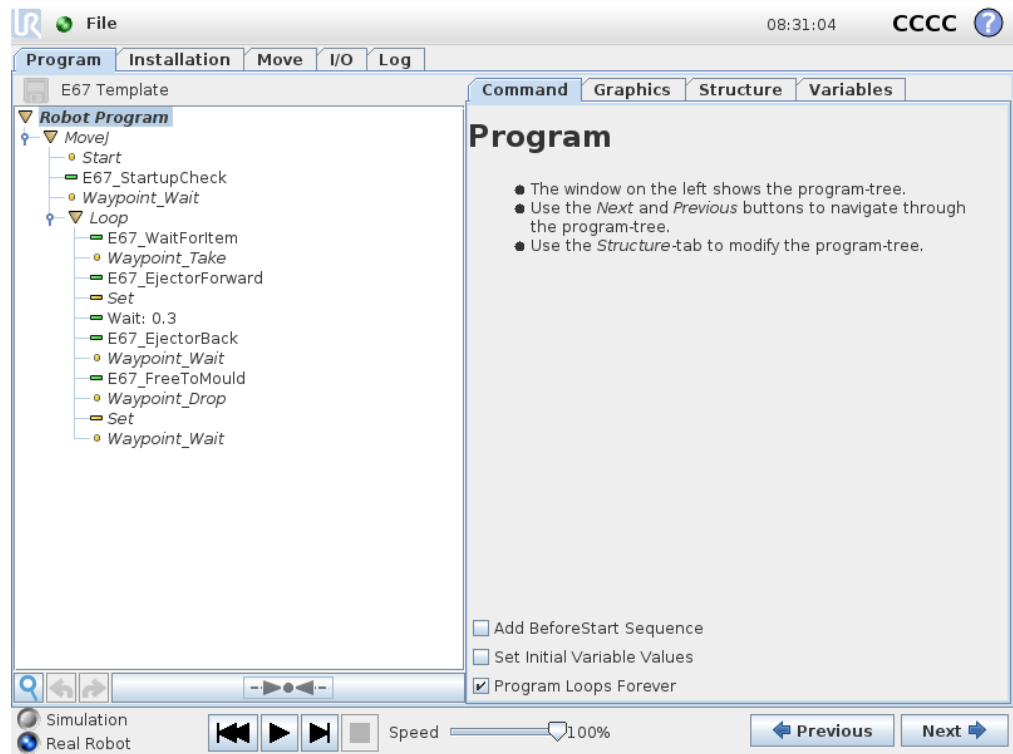 UR File 08:31:04 CCCC ?
Program Installation Move I/O Log
E67 Template
Command Graphics Structure Variables
Robot Program
MoveJ
Start
E67_StartupCheck
Waypoint_Wait
Loop
E67_WaitForItem
Waypoint_Take
E67_EjectorForward
Set
Wait: 0.3
E67_EjectorBack
Waypoint_Wait
E67_FreeToMould
Waypoint_Drop
Set
Waypoint_Wait
Program
The window on the left shows the program-tree.
Use the Next and Previous buttons to navigate through
the program-tree.
Use the Structure-tab to modify the program-tree.
Add BeforeStart Sequence
Set Initial Variable Values
Program Loops Forever
Simulation
Real Robot
Speed 100%
Previous Next